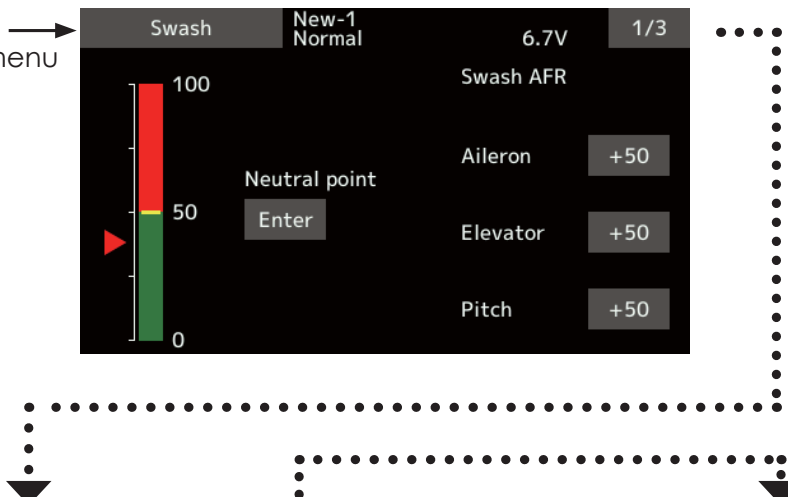 menu
Swash
New-1
Normal
6.7V
1/3
100
50
0
Neutral point
Enter
Swash AFR
Aileron +50
Elevator +50
Pitch +50